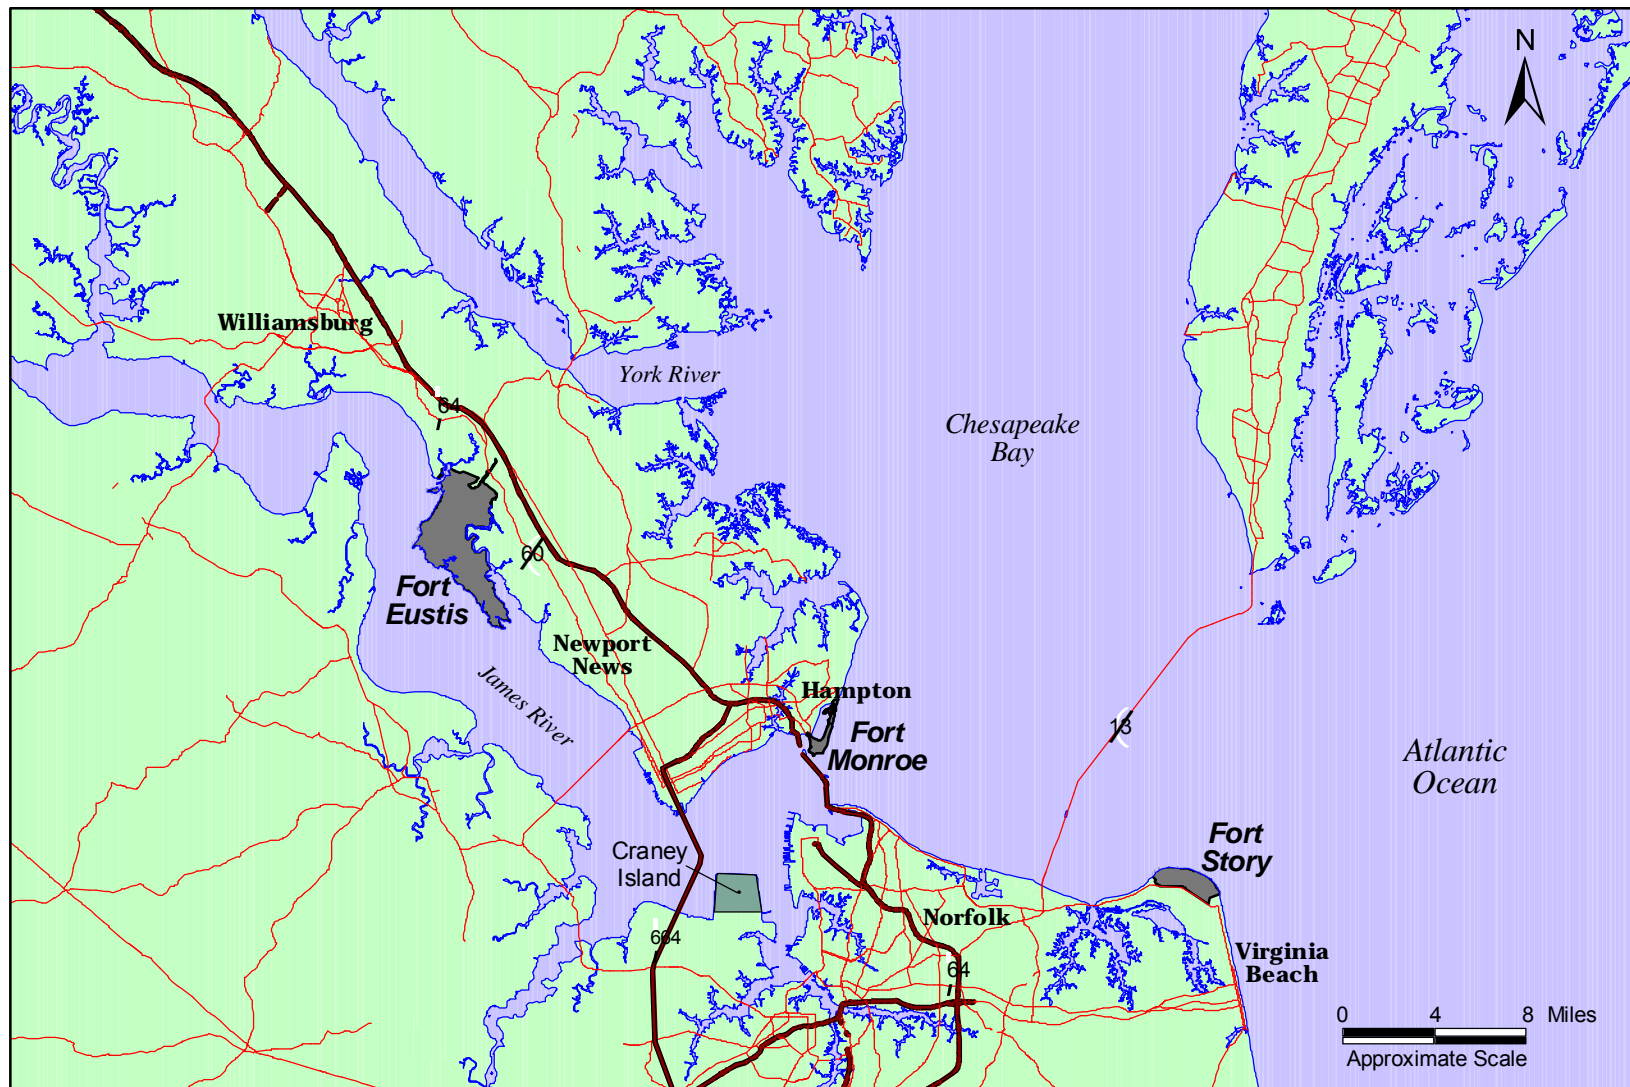 N
Williamsburg
York River
64
Chesapeake
Bay
60
Fort
Eustis
Newport
News
James River
Hampton
Fort
Monroe
13
Atlantic
Ocean
Fort
Story
Craney
Island
Norfolk
664
64
Virginia
Beach
0 4 8 Miles
Approximate Scale